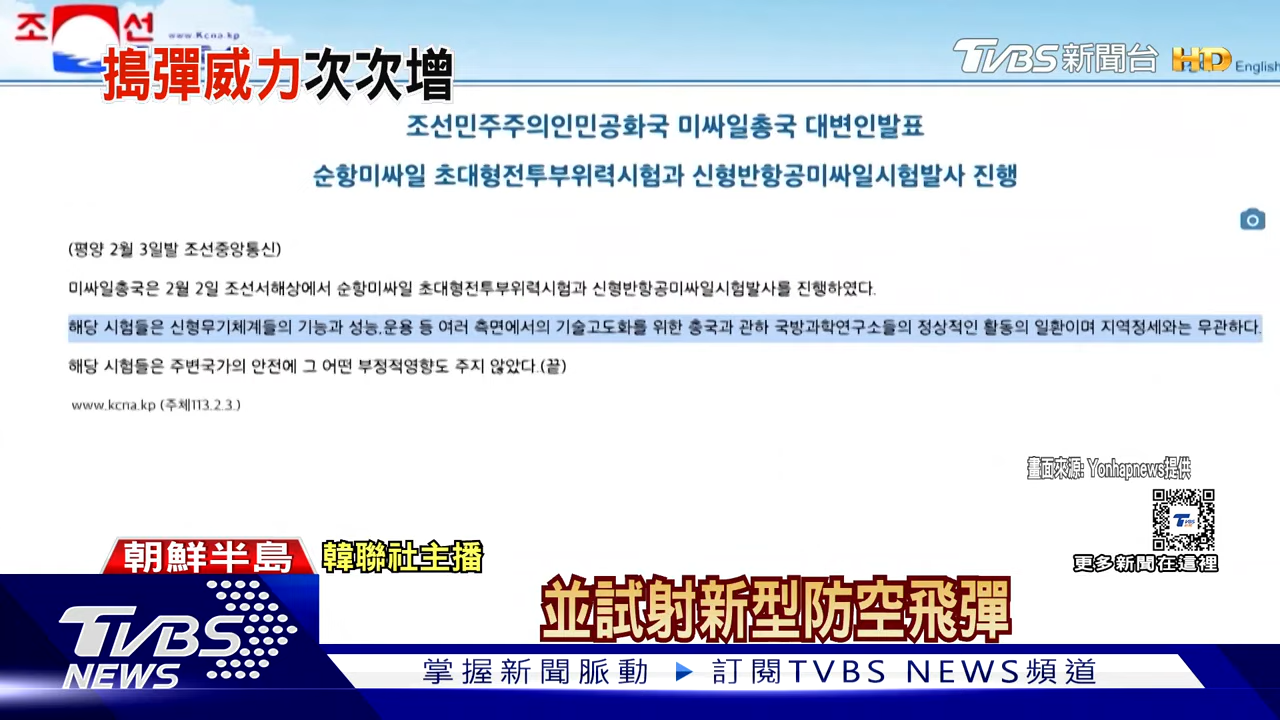 조선
www.kcna.kp
搗彈威力次次增
TVBS新聞台 HD
English
조선민주주의인민공화국 미싸일총국 대변인발표
순항미싸일 초대형전투부위력시험과 신형반항공미싸일시험발사 진행
(평양 2월 3일발 조선중앙통신)
미싸일총국은 2월 2일 조선서해상에서 순항미싸일 초대형전투부위력시험과 신형반항공미싸일시험발사를 진행하였다.
해당 시험들은 신형무기체계들의 기능과 성능,운용 등 여러 측면에서의 기술고도화를 위한 총국과 관하 국방과학연구소들의 정상적인 활동의 일환이며 지역정세와는 무관하다.
해당 시험들은 주변국가의 안전에 그 어떤 부정적영향도 주지 않았다.(끝)
www.kcna.kp (주체113.2.3.)
畫面來源: Yonhapnews提供
TVBS
更多新聞在這裡
朝鮮半島 韓聯社主播
並試射新型防空飛彈
TVBS
NEWS
掌握新聞脈動 ▶ 訂閱TVBS NEWS頻道